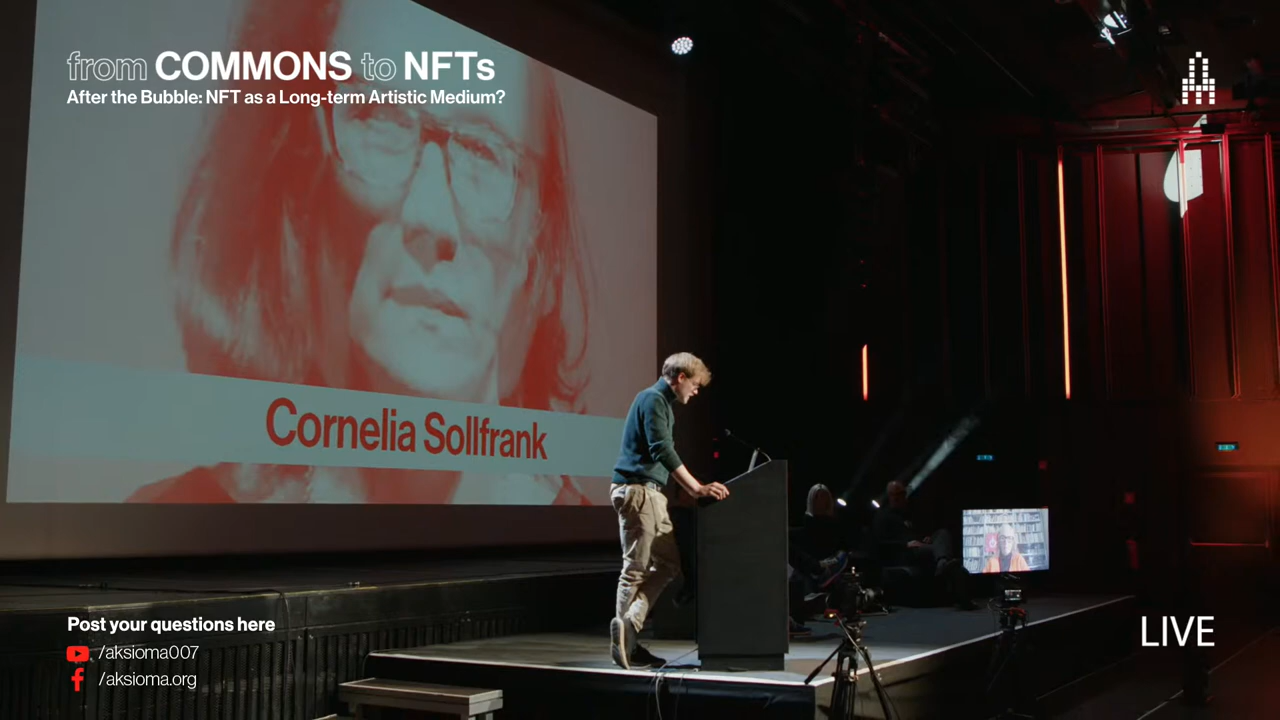 from COMMONS to NFTs
After the Bubble: NFT as a Long-term Artistic Medium?
Cornelia Sollfrank
Post your questions here
/aksioma007
/aksioma.org
LIVE